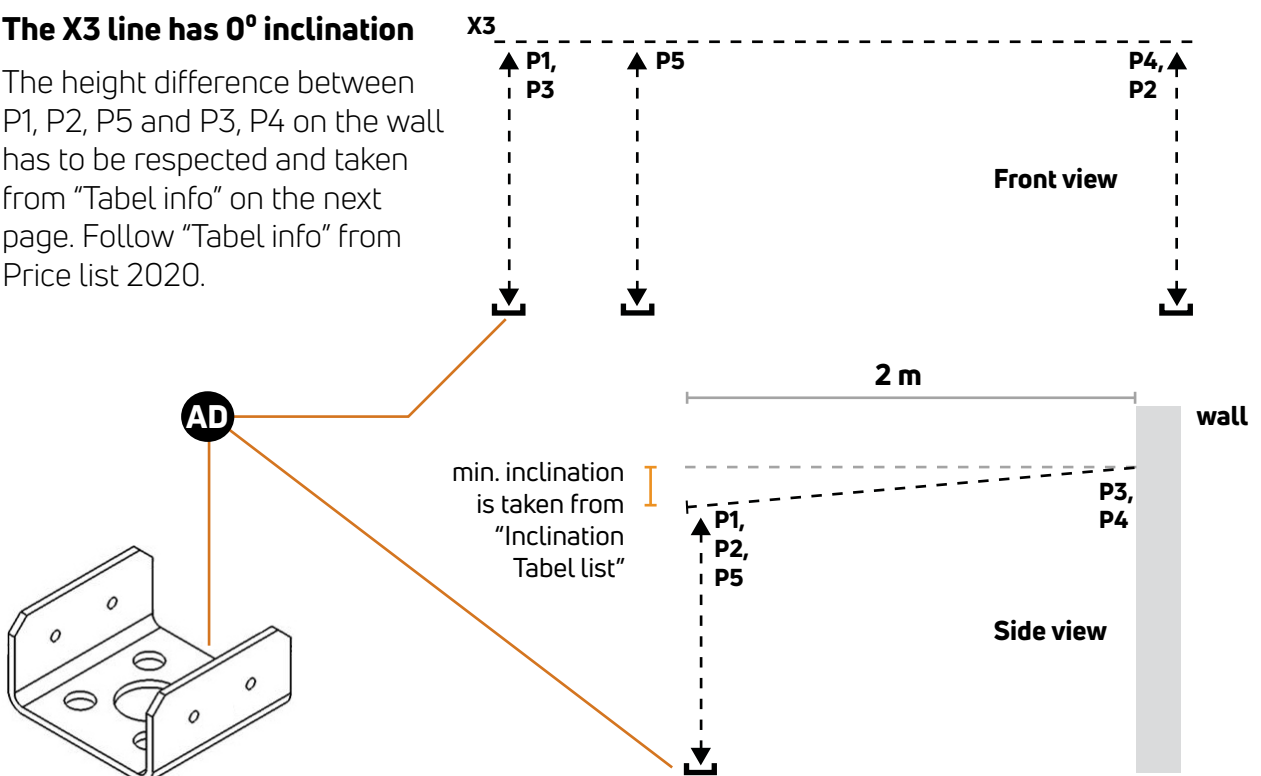 The X3 line has 0º inclination
The height difference between
P1, P2, P5 and P3, P4 on the wall
has to be respected and taken
from “Tabel info” on the next
page. Follow “Tabel info” from
Price list 2020.
X3
P1,
P3
P5
P4,
P2
Front view
AD
2 m
wall
min. inclination
is taken from
“Inclination
Tabel list”
P1,
P2,
P5
P3,
P4
Side view